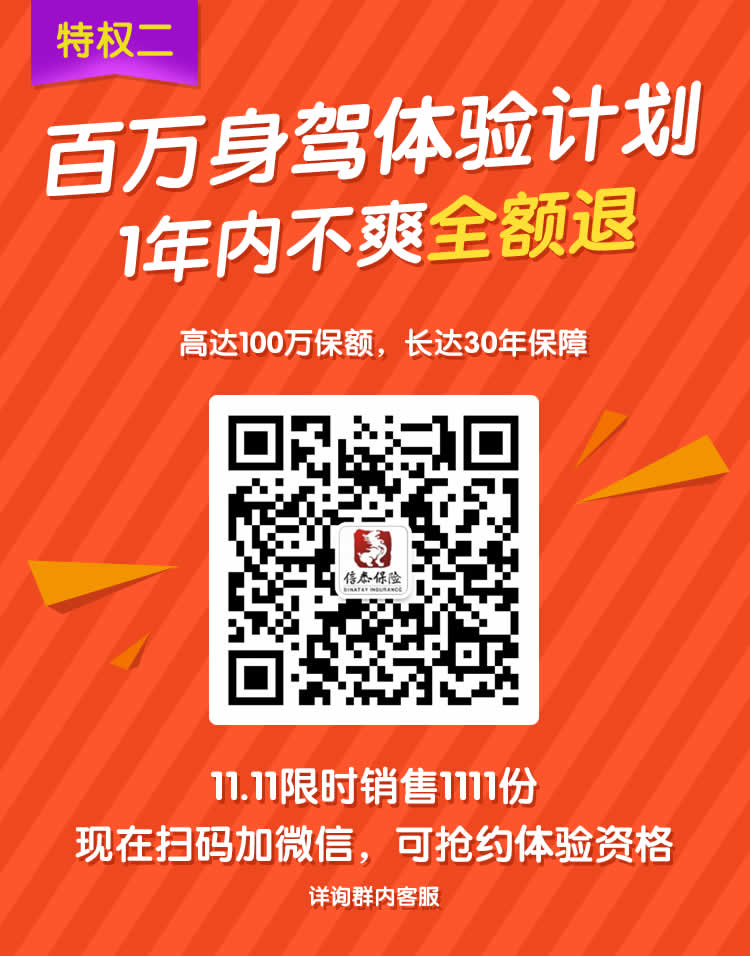 特权二
百万身驾体验计划
1年内不爽全额退
高达100万保额，长达30年保障
信泰保险
SINATAY INSURANCE
11.11限时销售1111份
现在扫码加微信，可抢约体验资格
详询群内客服